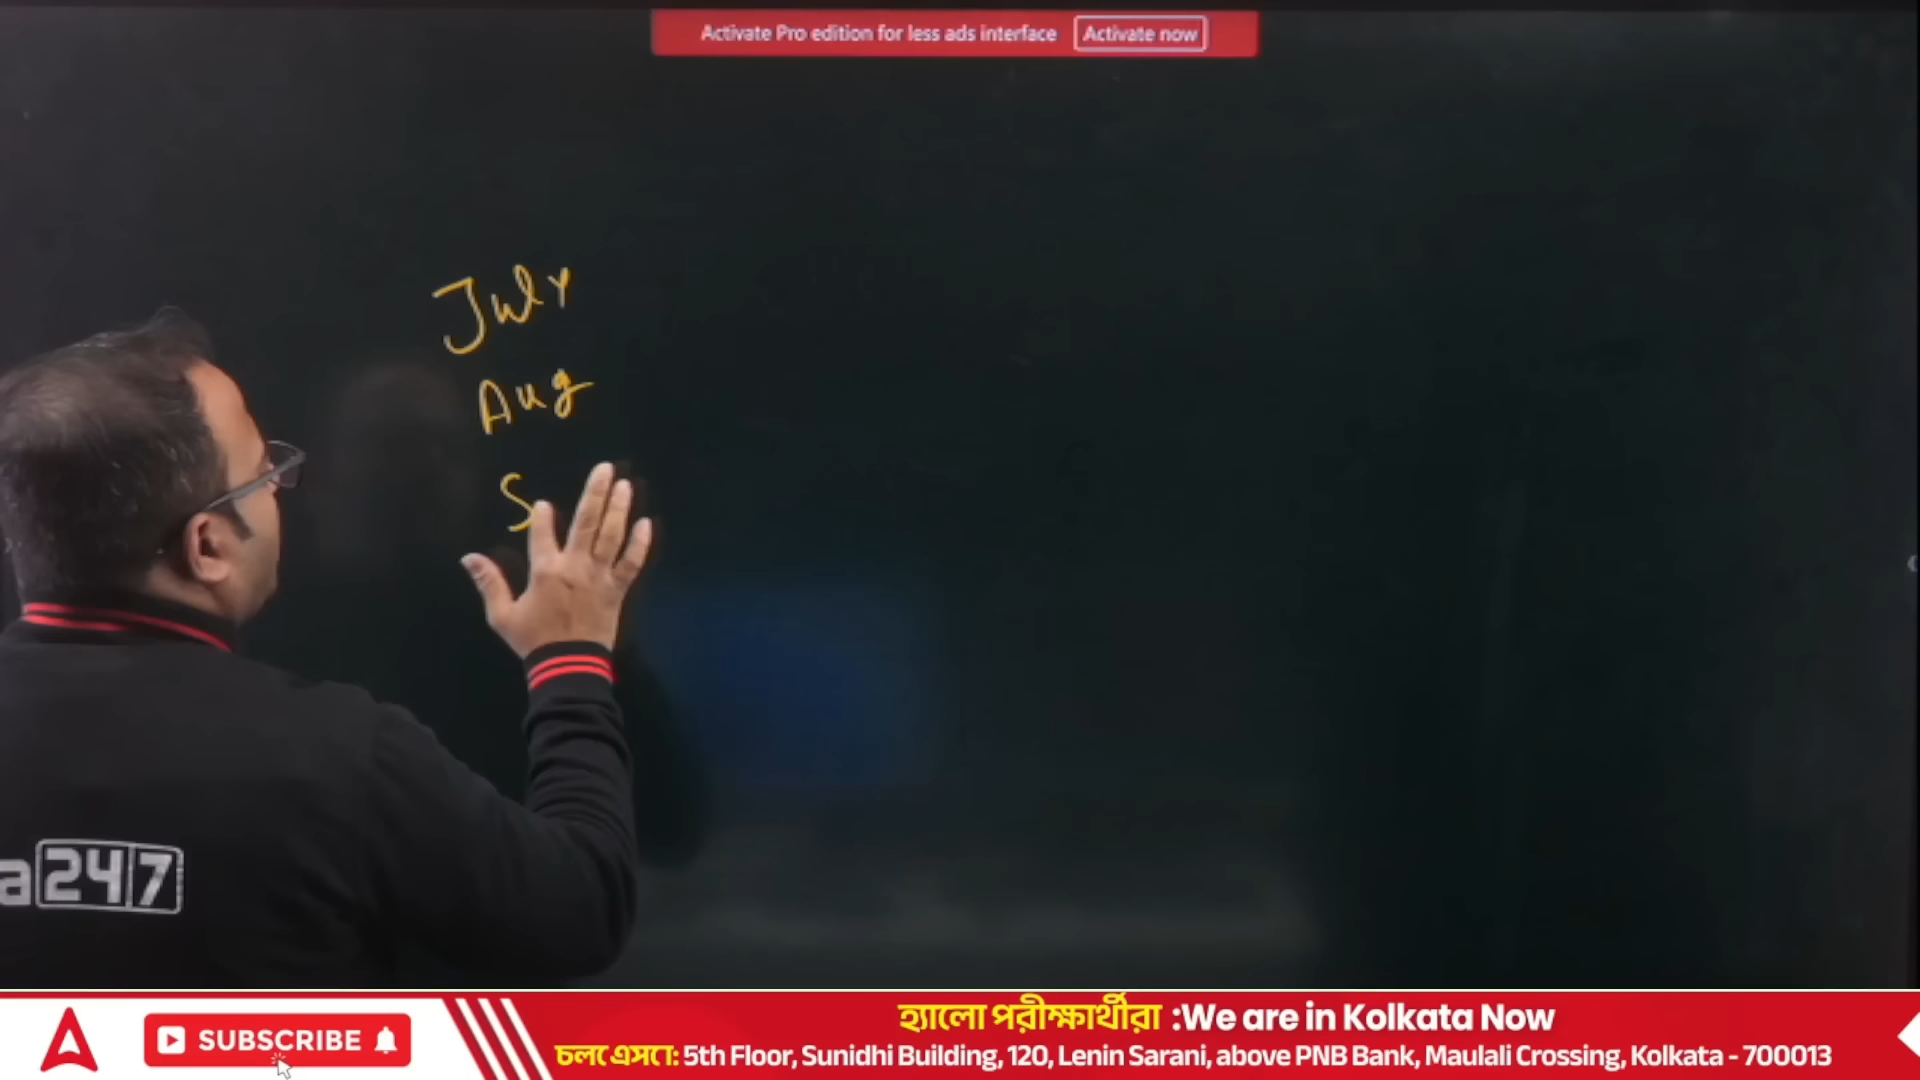 Activate Pro edition for less ads interface Activate now
July
Aug
S
a247
SUBSCRIBE
হ্যালো পরীক্ষার্থীরা :We are in Kolkata Now
চলে এসো: 5th Floor, Sunidhi Building, 120, Lenin Sarani, above PNB Bank, Maulali Crossing, Kolkata - 700013